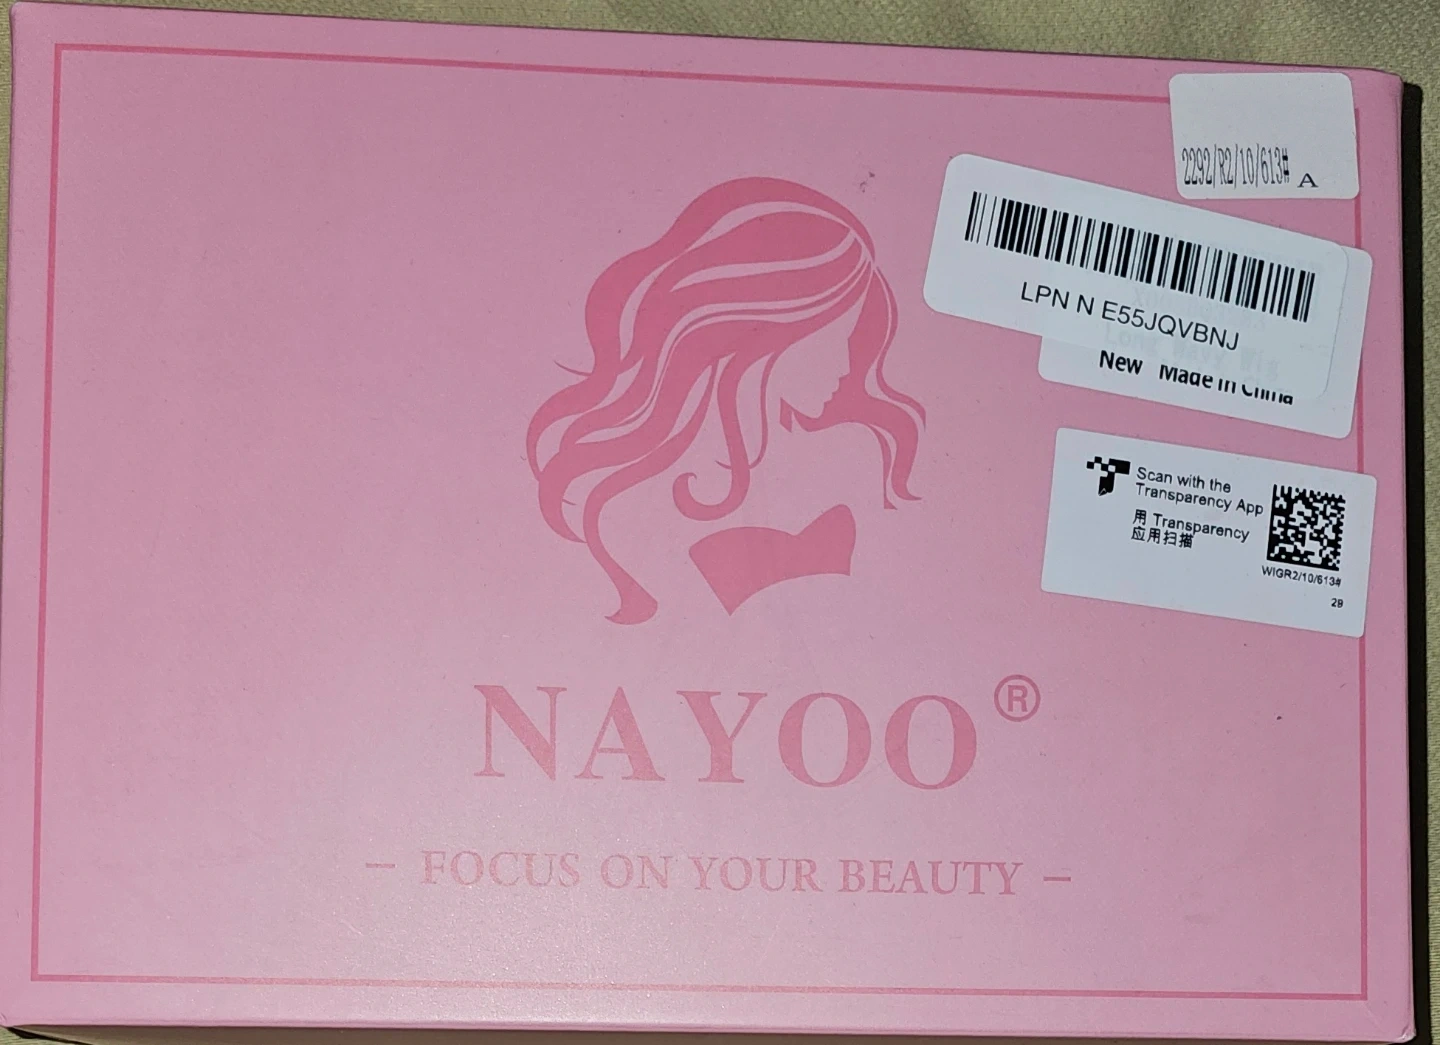 2292/R2/10/613# A
LPN N E55JQVBNJ
Long Wavy Wig
New Made in China
Scan with the
Transparency App
用 Transparency
应用扫描
WIGR2/10/613#
28
NAYOO®
– FOCUS ON YOUR BEAUTY –